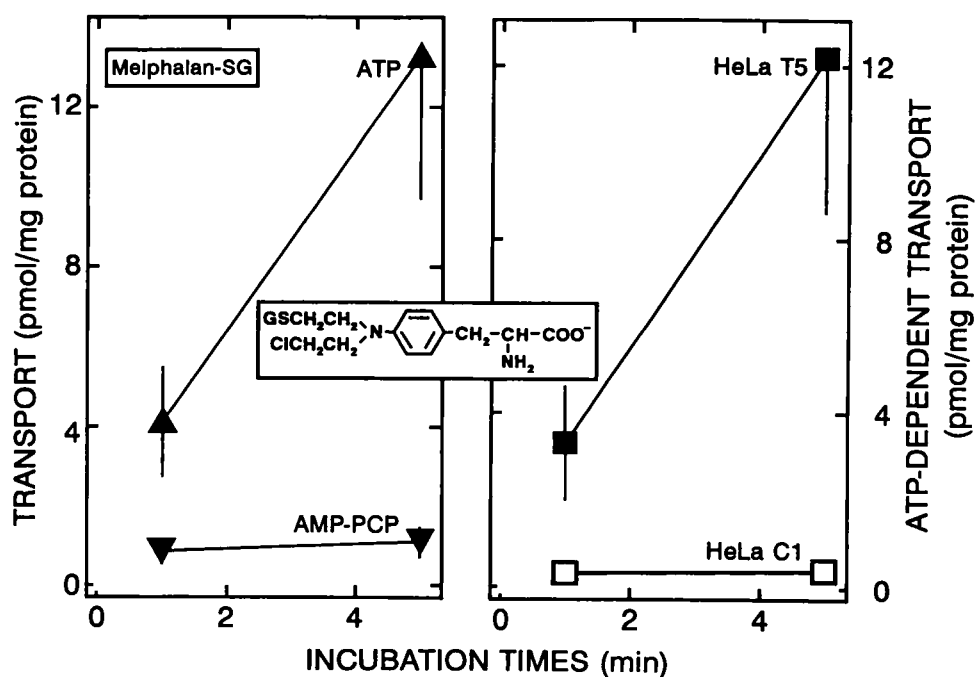 Melphalan-SG
ATP
AMP-PCP
TRANSPORT (pmol/mg protein)
12
8
4
0
0 2 4
GSCH₂CH₂
ClCH₂CH₂
N
CH₂-CH-COO⁻
NH₂
HeLa T5
HeLa C1
12
8
4
0
0 2 4
ATP-DEPENDENT TRANSPORT
(pmol/mg protein)
INCUBATION TIMES (min)